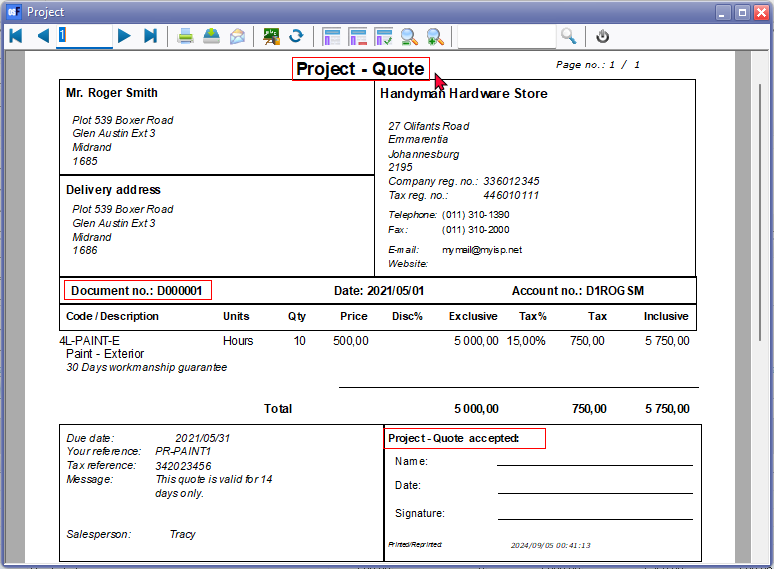 Project
1
Project - Quote
Page no.: 1 / 1
Mr. Roger Smith
Plot 539 Boxer Road
Glen Austin Ext 3
Midrand
1685
Handyman Hardware Store
27 Olifants Road
Emmarentia
Johannesburg
2195
Company reg. no.: 336012345
Tax reg. no.: 446010111
Telephone: (011) 310-1390
Fax: (011) 310-2000
E-mail: mymail@myisp.net
Website:
Delivery address
Plot 539 Boxer Road
Glen Austin Ext 3
Midrand
1686
Document no.: D000001 Date: 2021/05/01 Account no.: D1ROGSM
Code / Description Units Qty Price Disc% Exclusive Tax% Tax Inclusive
4L-PAINT-E Hours 10 500,00 5 000,00 15,00% 750,00 5 750,00
Paint - Exterior
30 Days workmanship guarantee
Total 5 000,00 750,00 5 750,00
Due date: 2021/05/31
Your reference: PR-PAINT1
Tax reference: 342023456
Message: This quote is valid for 14
days only.
Salesperson: Tracy
Project - Quote accepted:
Name:
Date:
Signature:
Printed/Reprinted: 2024/09/05 00:41:13